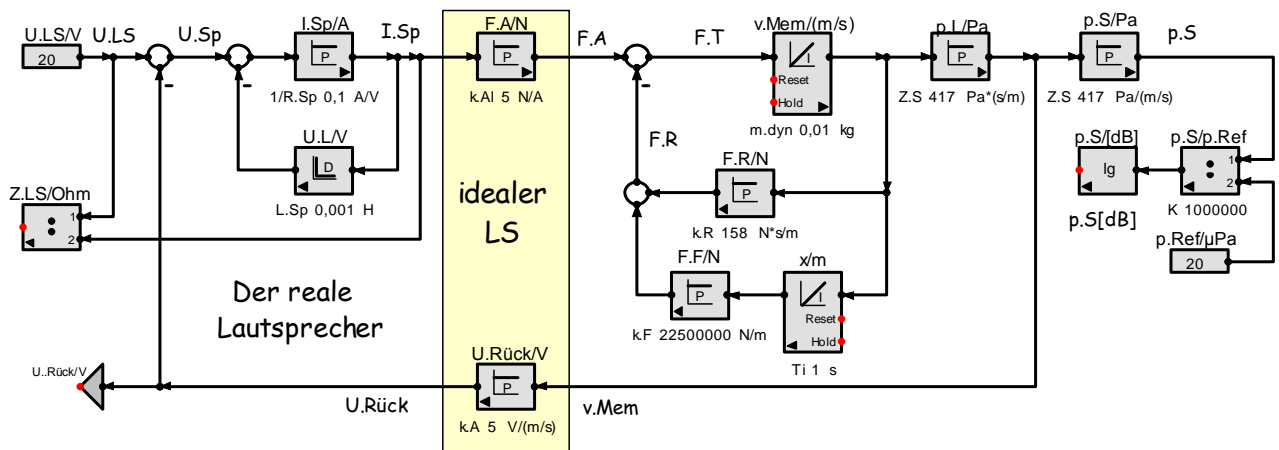 U.LS/V
20
U.LS
U.Sp
I.Sp/A
P
1/R.Sp 0,1 A/V
I.Sp
U.L/V
D
L.Sp 0,001 H
Z.LS/Ohm
1
2
Der reale
Lautsprecher
U..Rück/V
U.Rück
F.A/N
P
k.Al 5 N/A
idealer
LS
U.Rück/V
P
k.A 5 V/(m/s)
v.Mem
F.A
F.T
F.R
v.Mem/(m/s)
I
Reset
Hold
m.dyn 0,01 kg
F.R/N
P
k.R 158 N*s/m
F.F/N
P
k.F 22500000 N/m
x/m
I
Reset
Hold
Ti 1 s
p.L/Pa
P
Z.S 417 Pa*(s/m)
p.S/Pa
P
Z.S 417 Pa/(m/s)
p.S
p.S/[dB]
lg
p.S[dB]
p.S/p.Ref
1
2
K 1000000
p.Ref/µPa
20